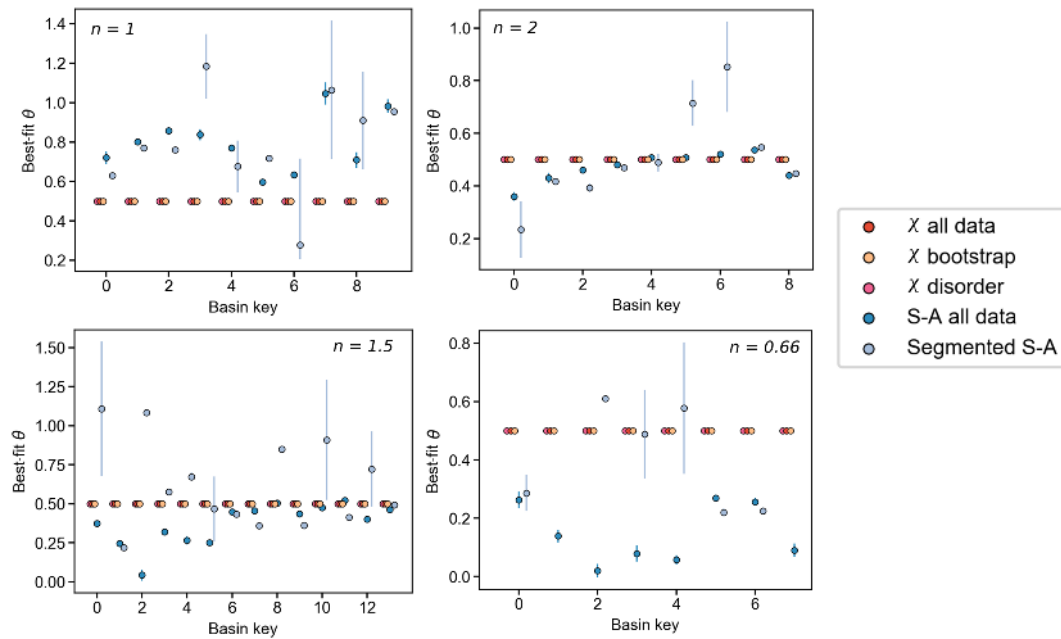 n = 1
Best-fit θ
1.4
1.2
1.0
0.8
0.6
0.4
0.2
0 2 4 6 8
Basin key
n = 2
Best-fit θ
1.0
0.8
0.6
0.4
0.2
0 2 4 6 8
Basin key
χ all data
χ bootstrap
χ disorder
S-A all data
Segmented S-A
n = 1.5
Best-fit θ
1.50
1.25
1.00
0.75
0.50
0.25
0.00
0 2 4 6 8 10 12
Basin key
n = 0.66
Best-fit θ
0.8
0.6
0.4
0.2
0.0
0 2 4 6
Basin key